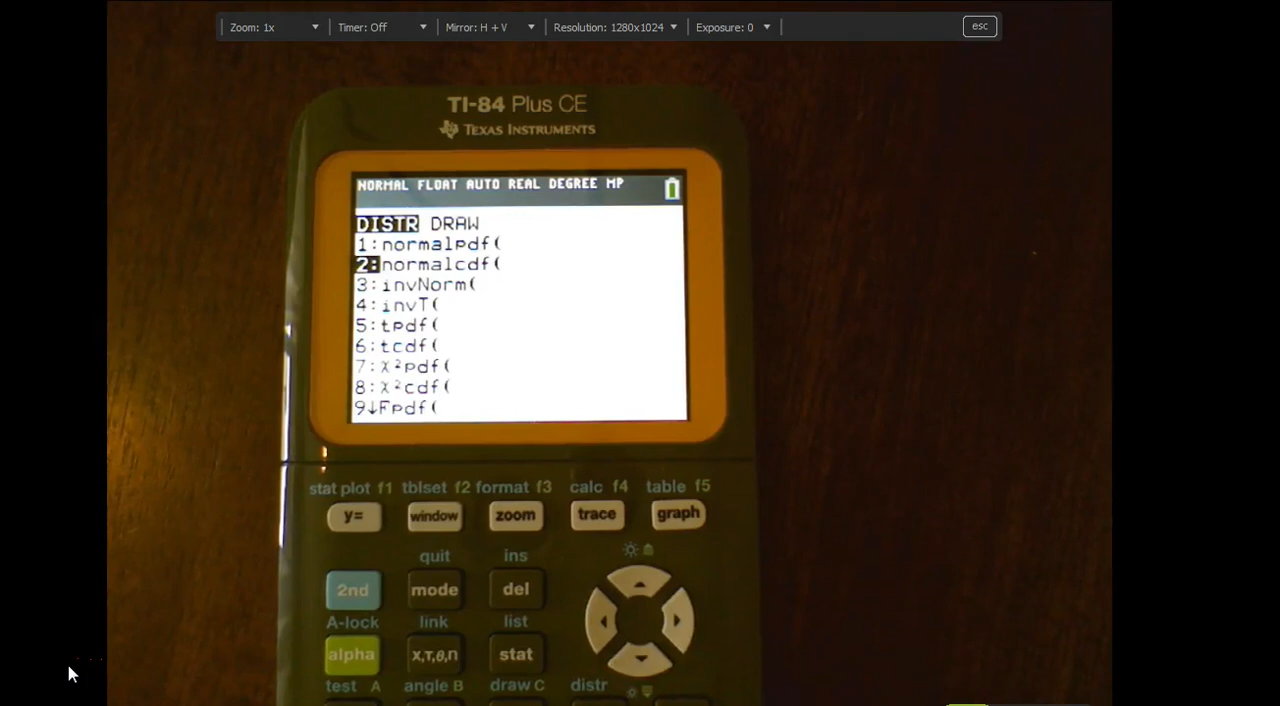 Zoom: 1x Timer: Off Mirror: H + V Resolution: 1280x1024 Exposure: 0 esc
TI-84 Plus CE
TEXAS INSTRUMENTS
NORMAL FLOAT AUTO REAL DEGREE MP
DISTR DRAW
1:normalpdf(
2:normalcdf(
3:invNorm(
4:invT(
5:tpdf(
6:tcdf(
7:χ²pdf(
8:χ²cdf(
9↓Fpdf(
stat plot f1 tblset f2 format f3 calc f4 table f5
y= window zoom trace graph
quit ins
2nd mode del
A-lock link list
alpha X,T,θ,n stat
test A angle B draw C distr